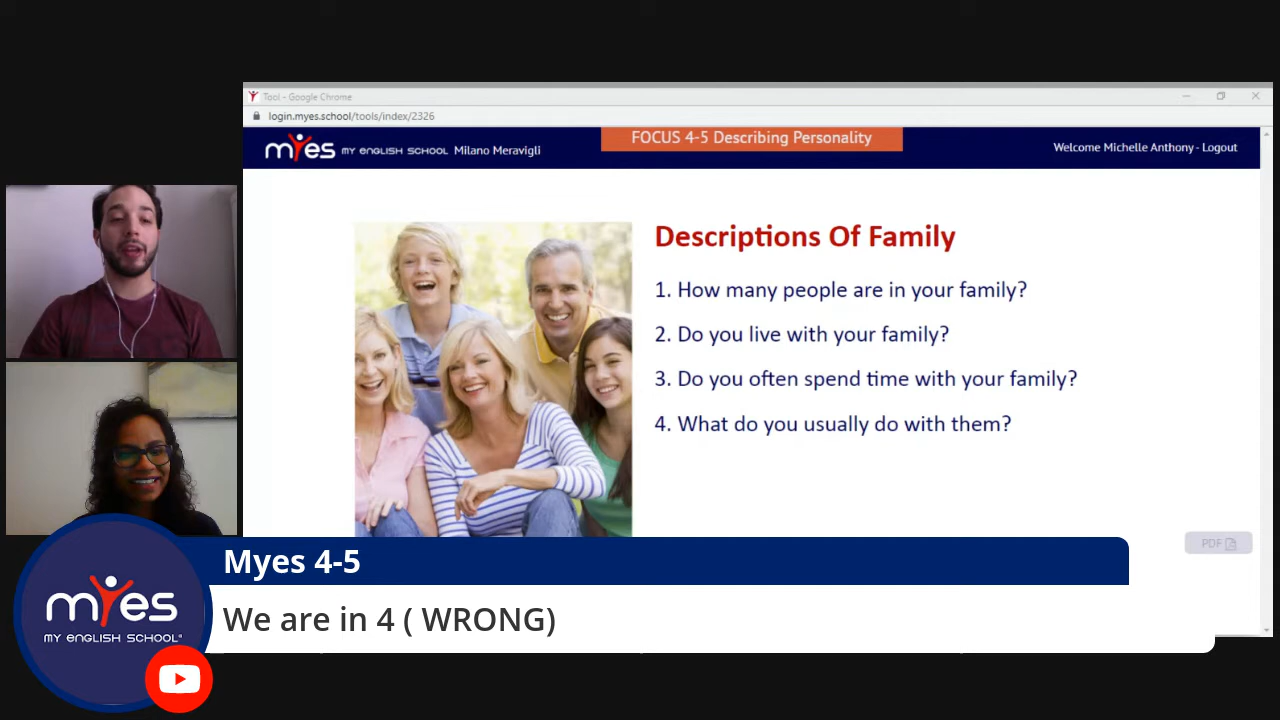 Tool - Google Chrome
login.myes.school/tools/index/2326
myes MY ENGLISH SCHOOL Milano Meravigli
FOCUS 4-5 Describing Personality
Welcome Michelle Anthony - Logout
Descriptions Of Family
1. How many people are in your family?
2. Do you live with your family?
3. Do you often spend time with your family?
4. What do you usually do with them?
PDF
Myes 4-5
We are in 4 ( WRONG)
myes
MY ENGLISH SCHOOL®